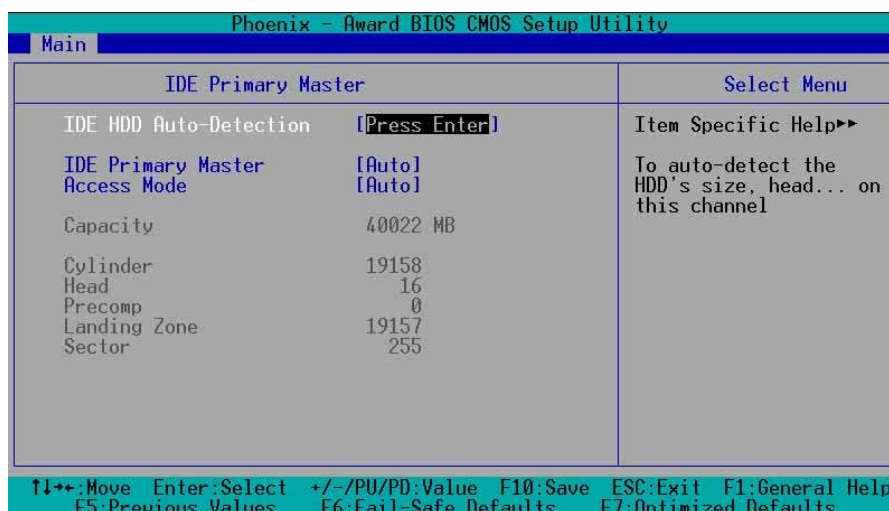 Phoenix - Award BIOS CMOS Setup Utility
Main
IDE Primary Master
Select Menu
IDE HDD Auto-Detection [Press Enter]
IDE Primary Master [Auto]
Access Mode [Auto]
Capacity 40022 MB
Cylinder 19158
Head 16
Precomp 0
Landing Zone 19157
Sector 255
Item Specific Help▸▸
To auto-detect the
HDD's size, head... on
this channel
↑↓→←:Move Enter:Select +/-/PU/PD:Value F10:Save ESC:Exit F1:General Help
F5:Previous Values F6:Fail-Safe Defaults F7:Optimized Defaults